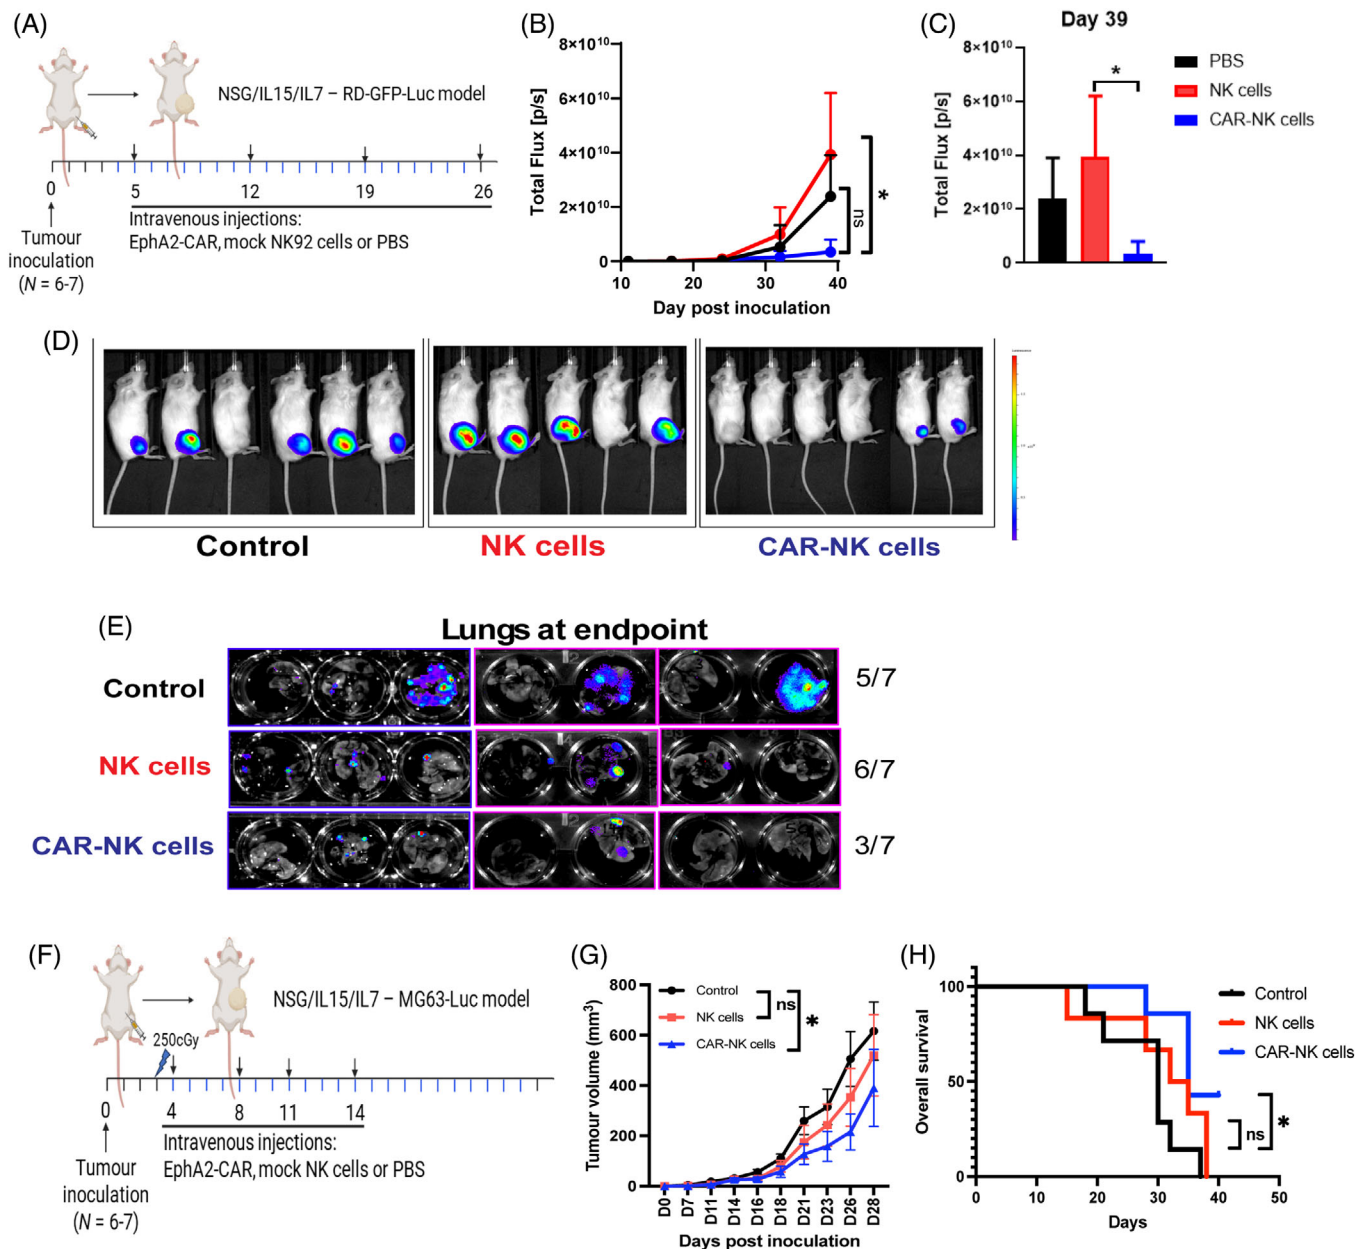 (A)
NSG/IL15/IL7 – RD-GFP-Luc model
0
5
12
19
26
Tumour
inoculation
(N = 6-7)
Intravenous injections:
EphA2-CAR, mock NK92 cells or PBS
(B)
Total Flux [p/s]
8×10¹⁰
6×10¹⁰
4×10¹⁰
2×10¹⁰
0
10
20
30
40
Day post inoculation
ns
*
(C)
Day 39
Total Flux [p/s]
8×10¹⁰
6×10¹⁰
4×10¹⁰
2×10¹⁰
0
*
PBS
NK cells
CAR-NK cells
(D)
Control
NK cells
CAR-NK cells
(E)
Lungs at endpoint
Control
5/7
NK cells
6/7
CAR-NK cells
3/7
(F)
NSG/IL15/IL7 – MG63-Luc model
250cGy
0
4
8
11
14
Tumour
inoculation
(N = 6-7)
Intravenous injections:
EphA2-CAR, mock NK cells or PBS
(G)
Tumour volume (mm³)
800
600
400
200
0
Control
NK cells
CAR-NK cells
ns
*
D0
D7
D11
D14
D16
D18
D21
D23
D26
D28
Days post inoculation
(H)
Overall survival
100
50
0
0
10
20
30
40
50
Days
Control
NK cells
CAR-NK cells
ns
*